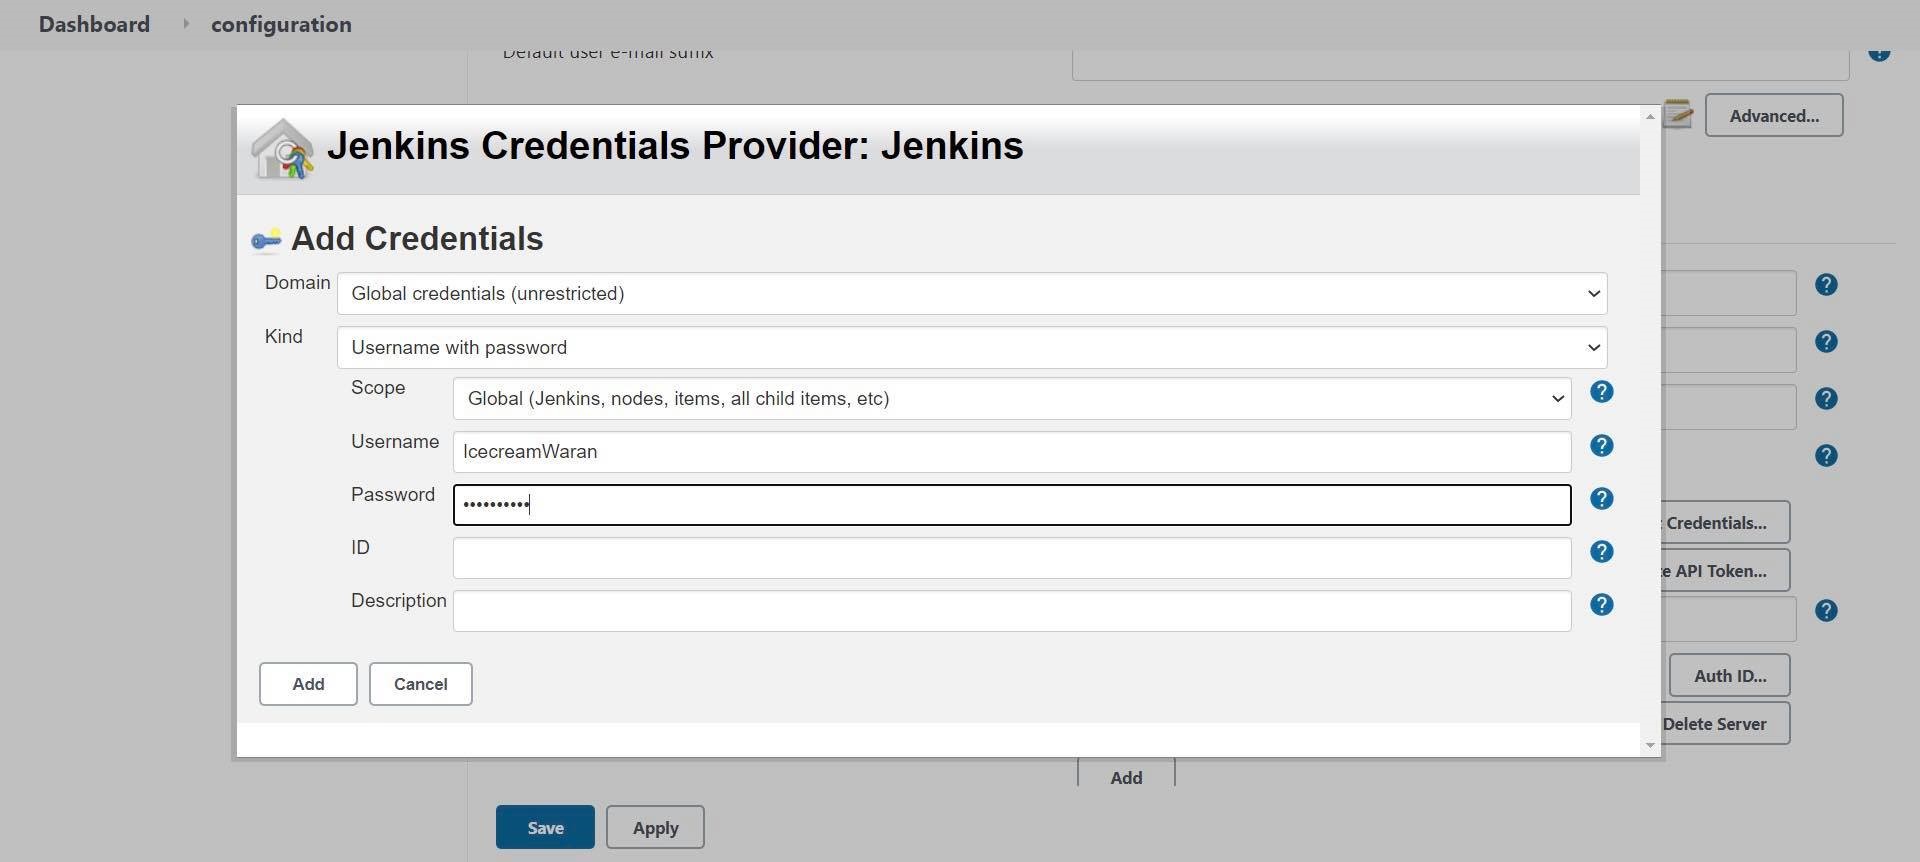 Dashboard configuration
Default user e-mail suffix
Advanced...
Jenkins Credentials Provider: Jenkins
Add Credentials
Domain Global credentials (unrestricted)
Kind Username with password
Scope Global (Jenkins, nodes, items, all child items, etc)
Username IcecreamWaran
Password ••••••••••
ID
Description
Add Cancel
Credentials...
API Token...
Auth ID...
Delete Server
Add
Save Apply